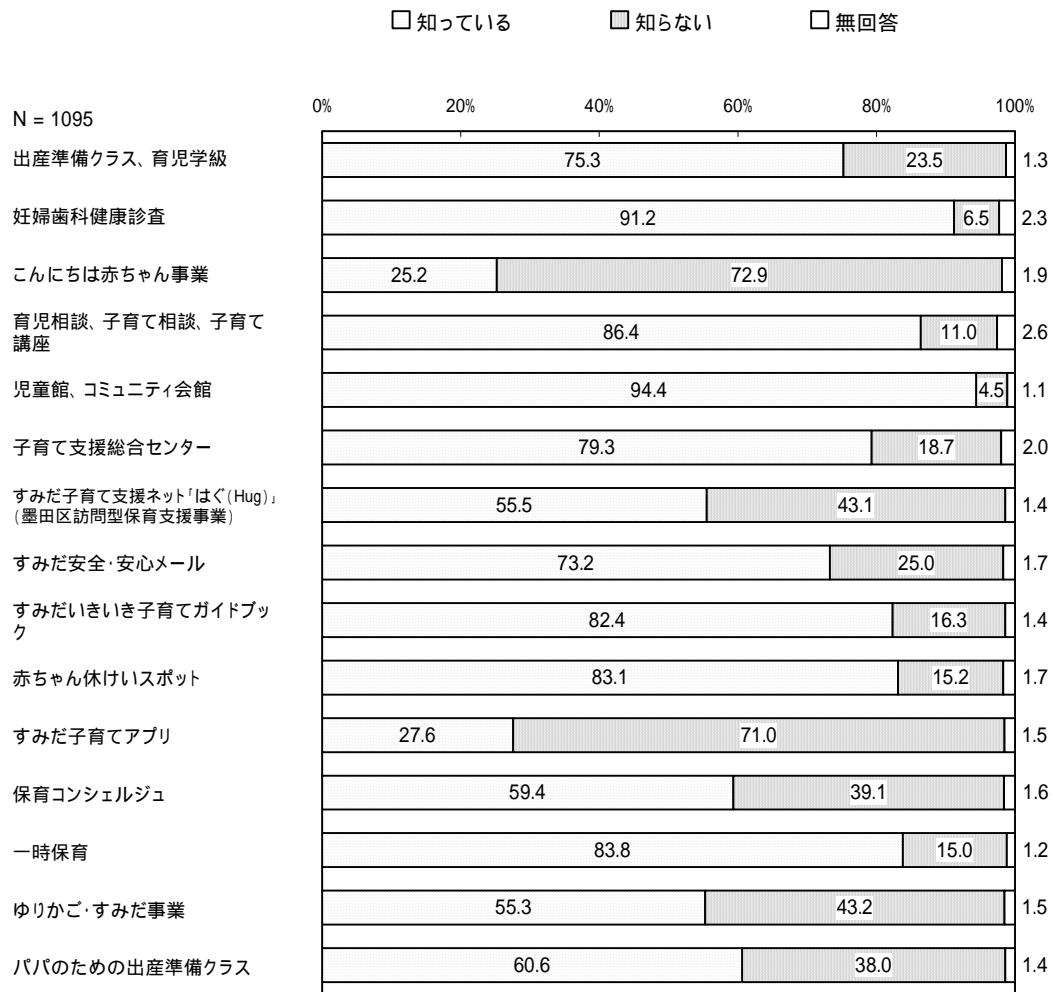 知っている 知らない 無回答
N = 1095
0% 20% 40% 60% 80% 100%
出産準備クラス、育児学級 75.3 23.5 1.3
妊婦歯科健康診査 91.2 6.5 2.3
こんにちは赤ちゃん事業 25.2 72.9 1.9
育児相談、子育て相談、子育て
講座 86.4 11.0 2.6
児童館、コミュニティ会館 94.4 4.5 1.1
子育て支援総合センター 79.3 18.7 2.0
すみだ子育て支援ネット「はぐ(Hug)」
(墨田区訪問型保育支援事業) 55.5 43.1 1.4
すみだ安全・安心メール 73.2 25.0 1.7
すみだいきいき子育てガイドブッ
ク 82.4 16.3 1.4
赤ちゃん休けいスポット 83.1 15.2 1.7
すみだ子育てアプリ 27.6 71.0 1.5
保育コンシェルジュ 59.4 39.1 1.6
一時保育 83.8 15.0 1.2
ゆりかご・すみだ事業 55.3 43.2 1.5
パパのための出産準備クラス 60.6 38.0 1.4